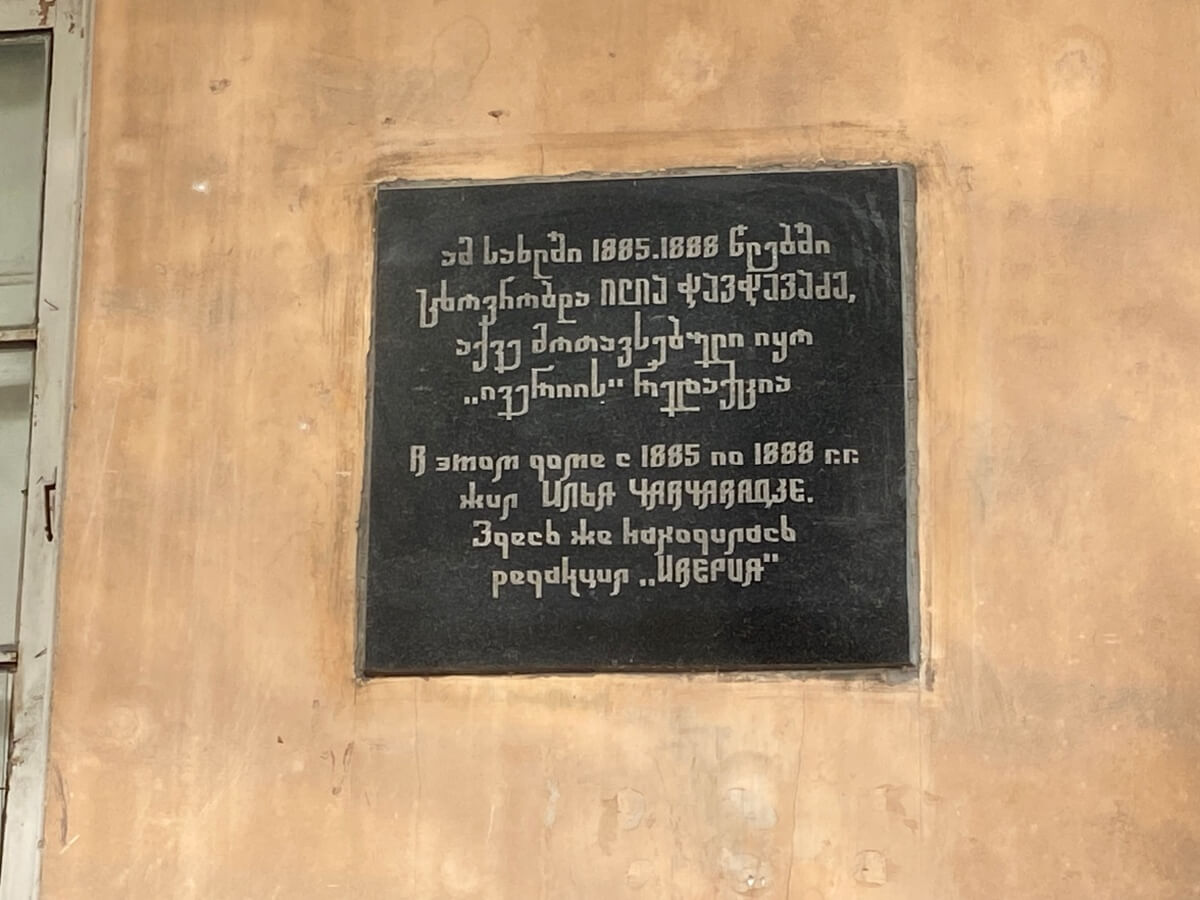 ამ სახლში 1885.1888 წლებში
ცხოვრობდა ილია ჭავჭავაძე,
აქვე მოთავსებული იყო
„ივერიის" რედაქცია
В этом доме с 1885 по 1888 г.г.
жил ИЛЬЯ ЧАВЧАВАДЗЕ.
Здесь же находилась
редакция „ИВЕРИЯ"